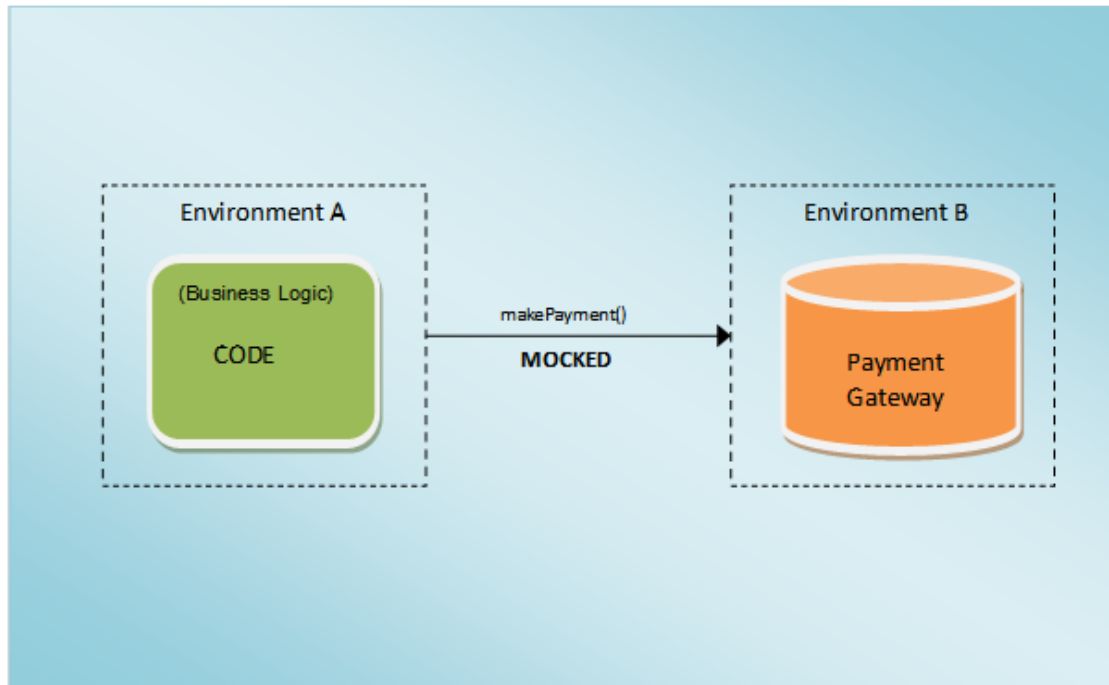 Environment A
(Business Logic)
CODE
makePayment()
MOCKED
Environment B
Payment
Gateway